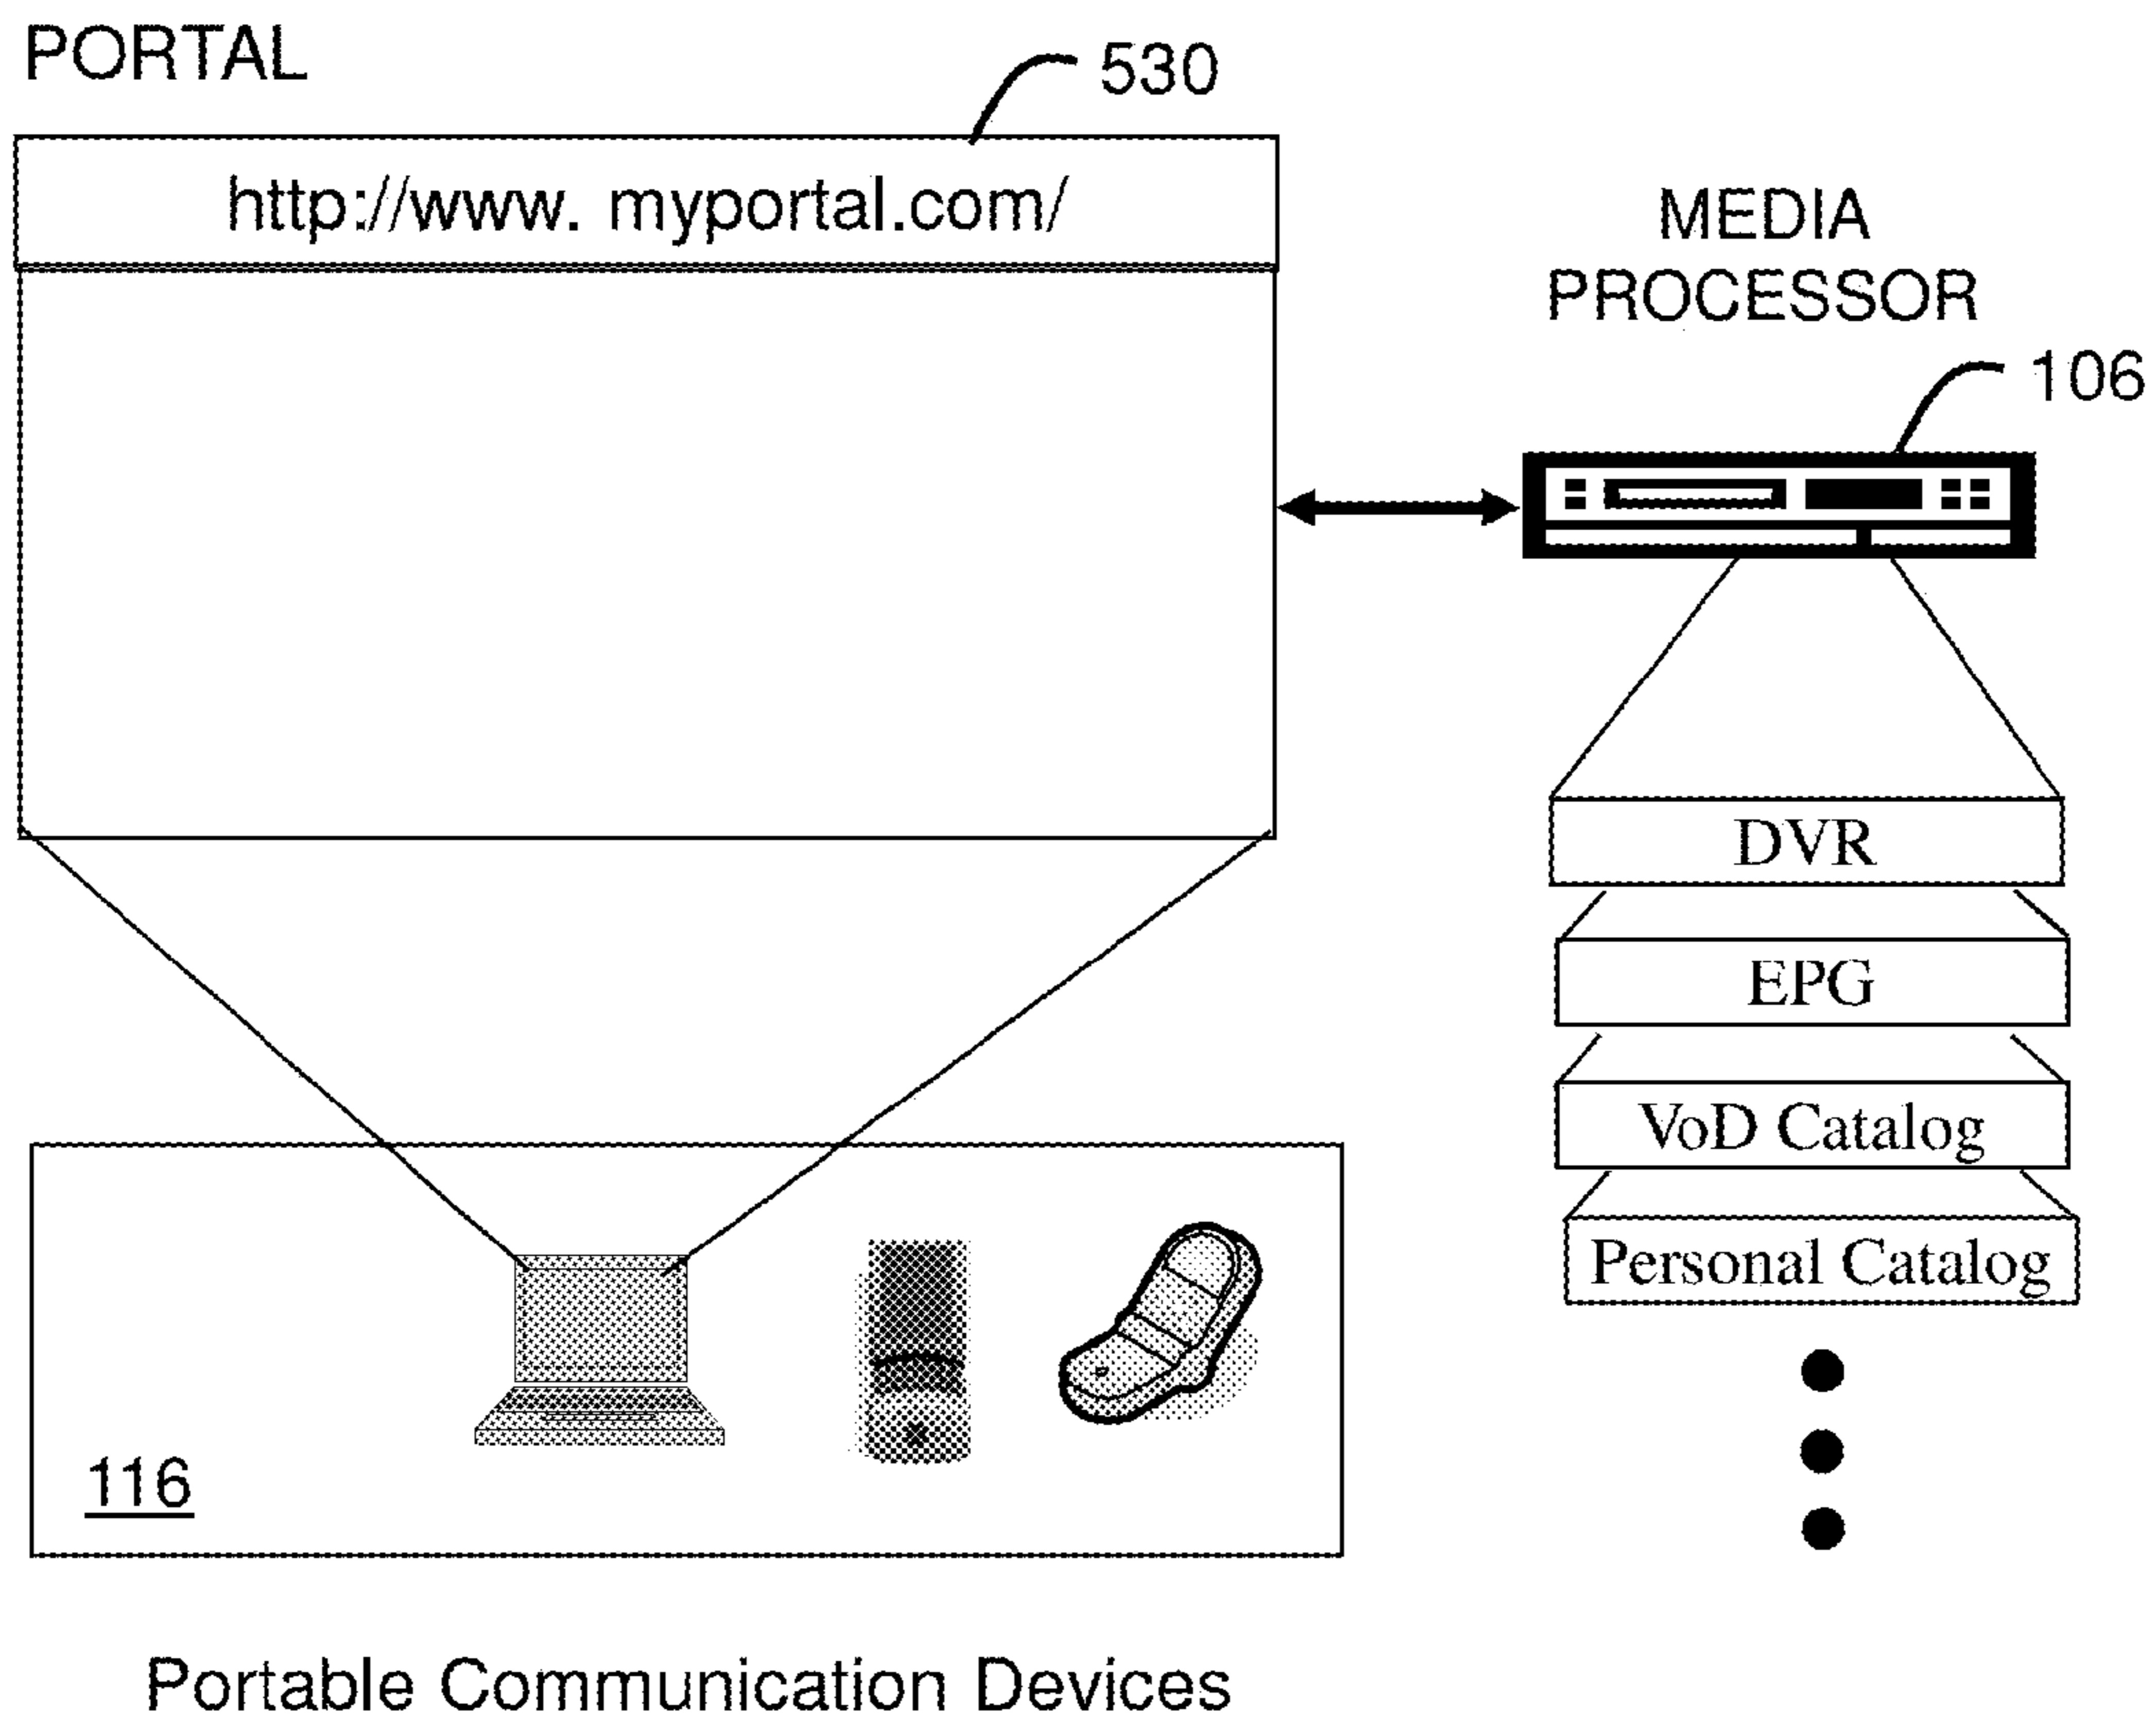 PORTAL
530
http://www. myportal.com/
MEDIA
PROCESSOR
106
DVR
EPG
VoD Catalog
Personal Catalog
116
Portable Communication Devices